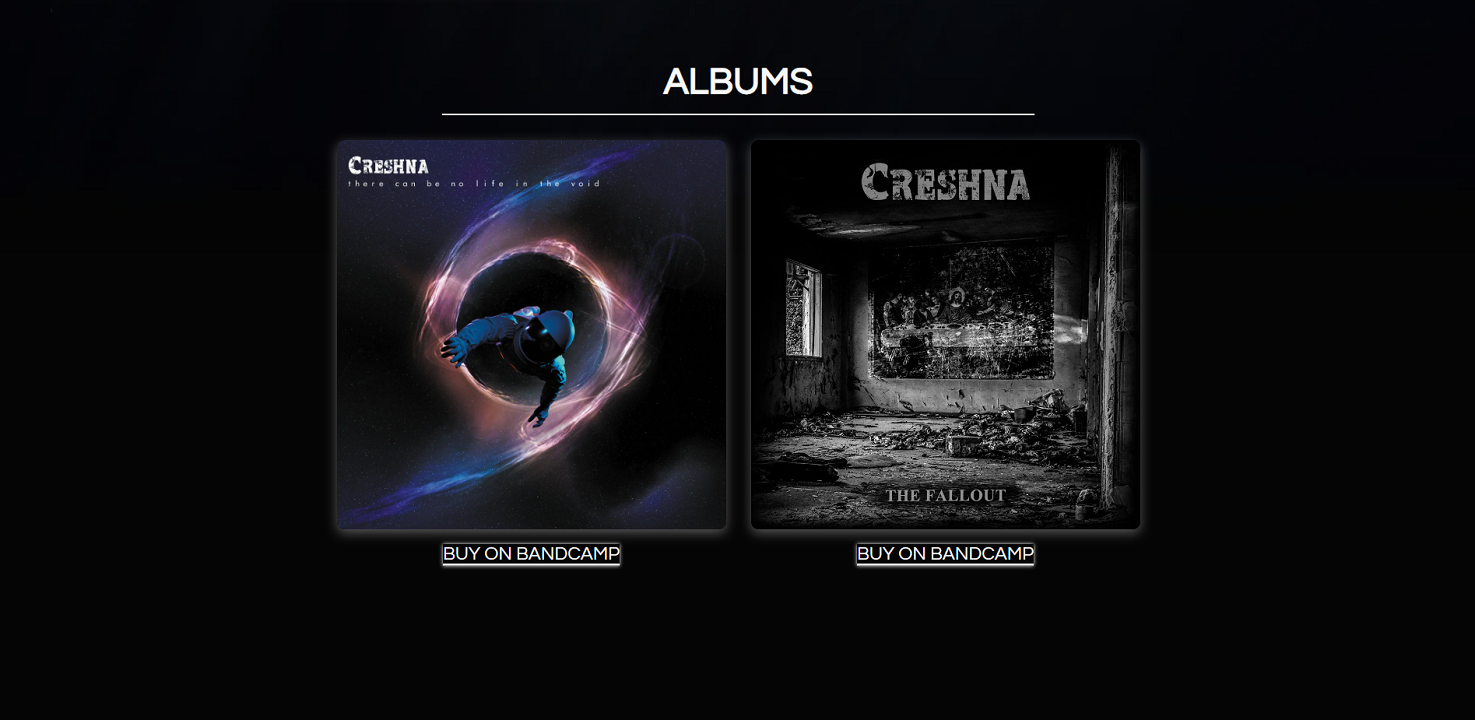 ALBUMS
CRESHNA
there can be no life in the void
CRESHNA
THE FALLOUT
BUY ON BANDCAMP
BUY ON BANDCAMP